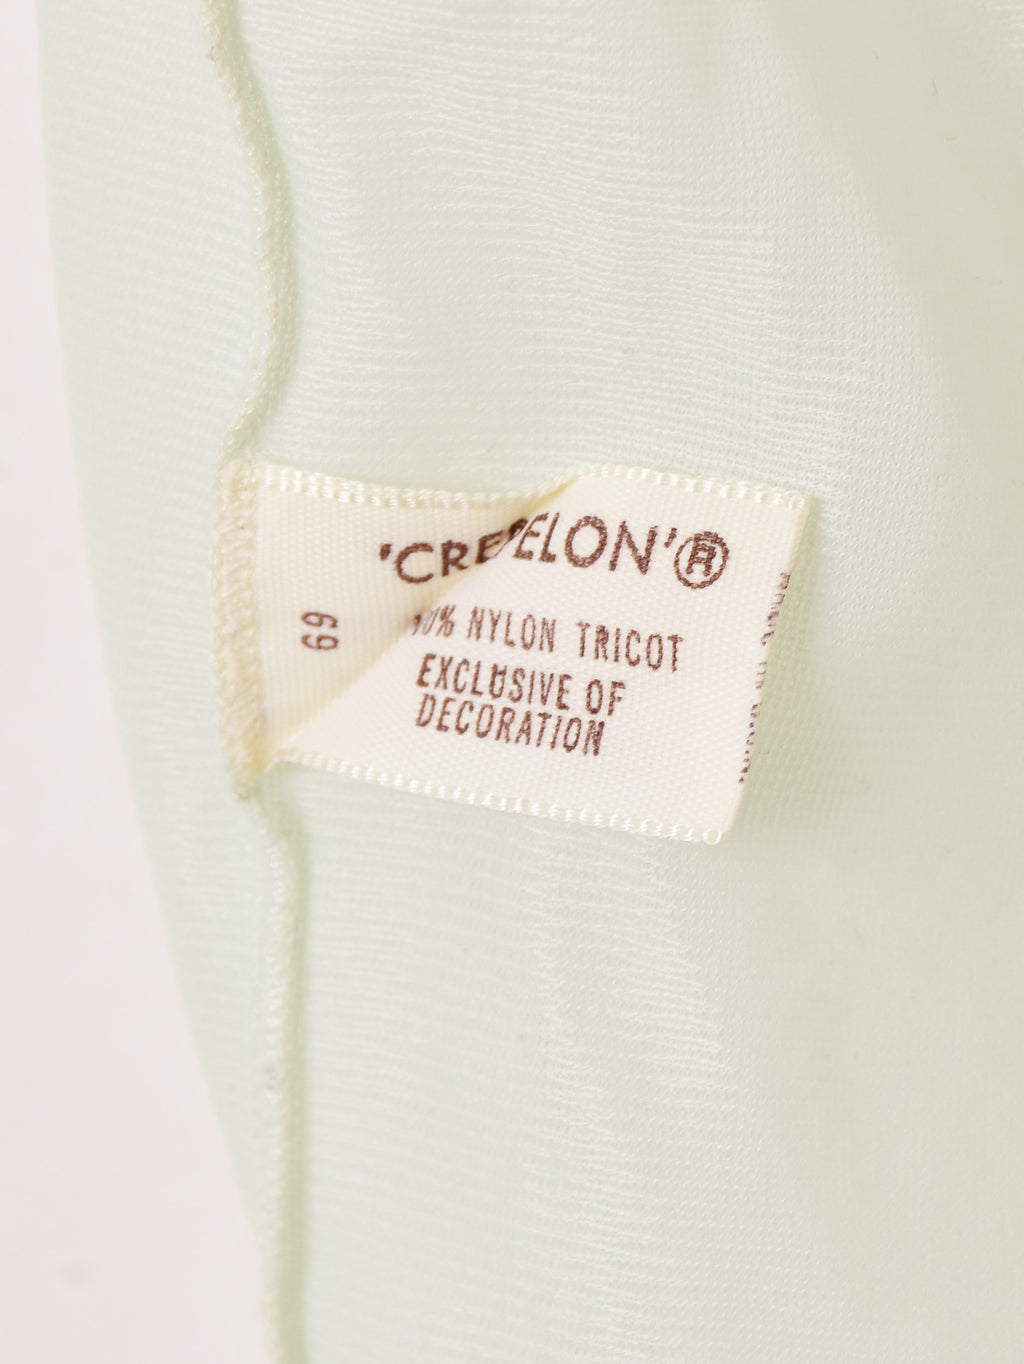 'CREPELON'®
NYLON TRICOT
EXCLUSIVE OF
DECORATION
69